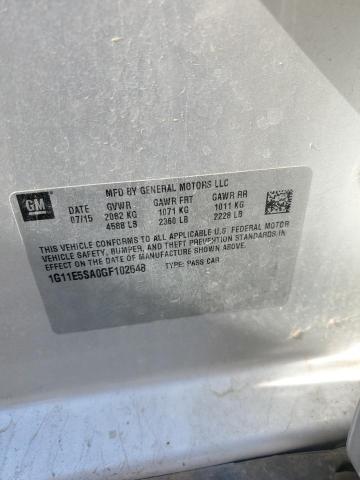 MFD BY GENERAL MOTORS LLC
GM
DATE GVWR GAWR FRT GAWR RR
07/15 2082 KG 1071 KG 1011 KG
4588 LB 2360 LB 2228 LB
THIS VEHICLE CONFORMS TO ALL APPLICABLE U.S. FEDERAL MOTOR
VEHICLE SAFETY, BUMPER, AND THEFT PREVENTION STANDARDS IN
EFFECT ON THE DATE OF MANUFACTURE SHOWN ABOVE.
1G11E5SA0GF102648 TYPE: PASS CAR